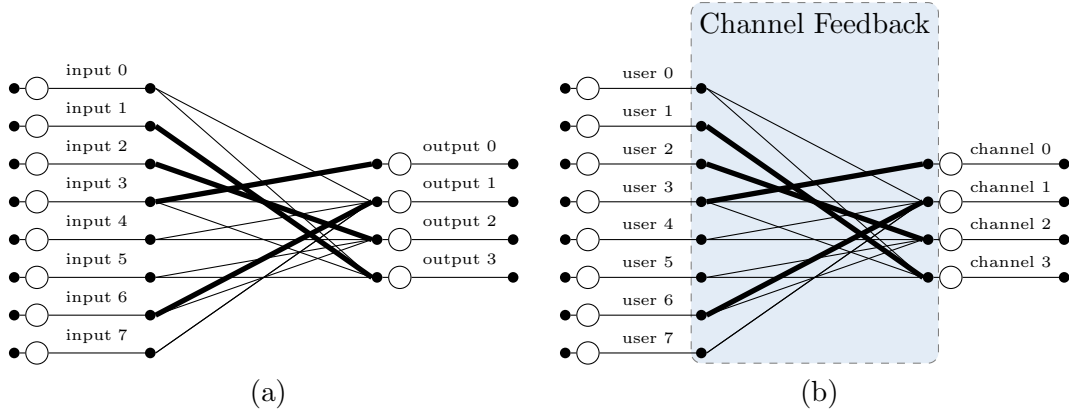 Channel Feedback
input 0
input 1
input 2
input 3
input 4
input 5
input 6
input 7
output 0
output 1
output 2
output 3
(a)
user 0
user 1
user 2
user 3
user 4
user 5
user 6
user 7
channel 0
channel 1
channel 2
channel 3
(b)